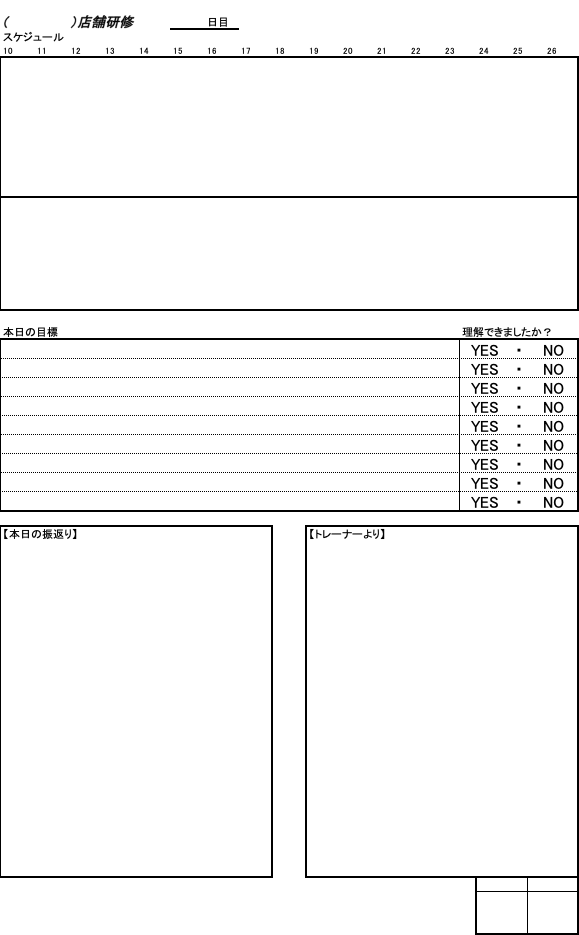 （　　　　　）店舗研修　　　日目
スケジュール
10 11 12 13 14 15 16 17 18 19 20 21 22 23 24 25 26
本日の目標　理解できましたか？
YES ・ NO
YES ・ NO
YES ・ NO
YES ・ NO
YES ・ NO
YES ・ NO
YES ・ NO
YES ・ NO
YES ・ NO
【本日の振返り】　【トレーナーより】